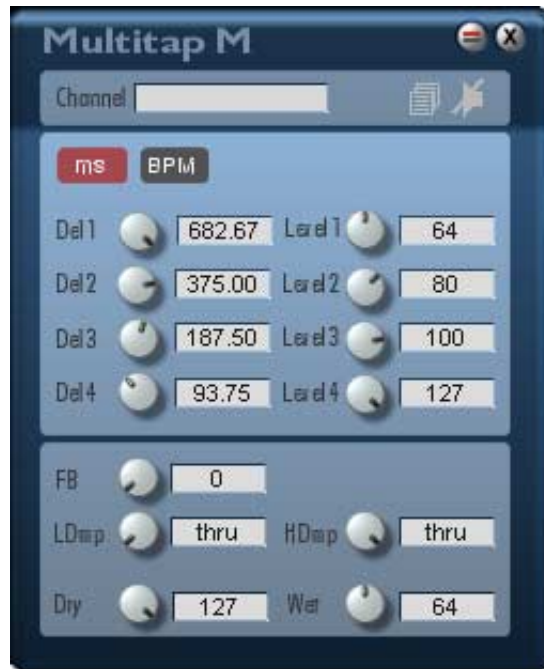 Multitap M
Channel
ms BPM
Del1 682.67 Level1 64
Del2 375.00 Level2 80
Del3 187.50 Level3 100
Del4 93.75 Level4 127
FB 0
LDmp thru HDmp thru
Dry 127 Wet 64